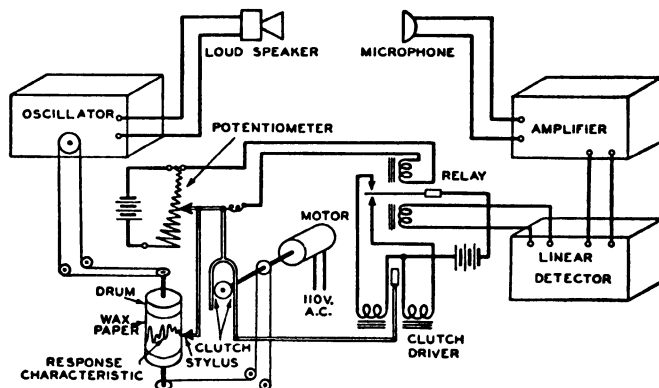 LOUD SPEAKER
MICROPHONE
OSCILLATOR
POTENTIOMETER
AMPLIFIER
RELAY
MOTOR
LINEAR
DETECTOR
110V.
A.C.
DRUM
WAX
PAPER
CLUTCH
STYLUS
CLUTCH
DRIVER
RESPONSE
CHARACTERISTIC